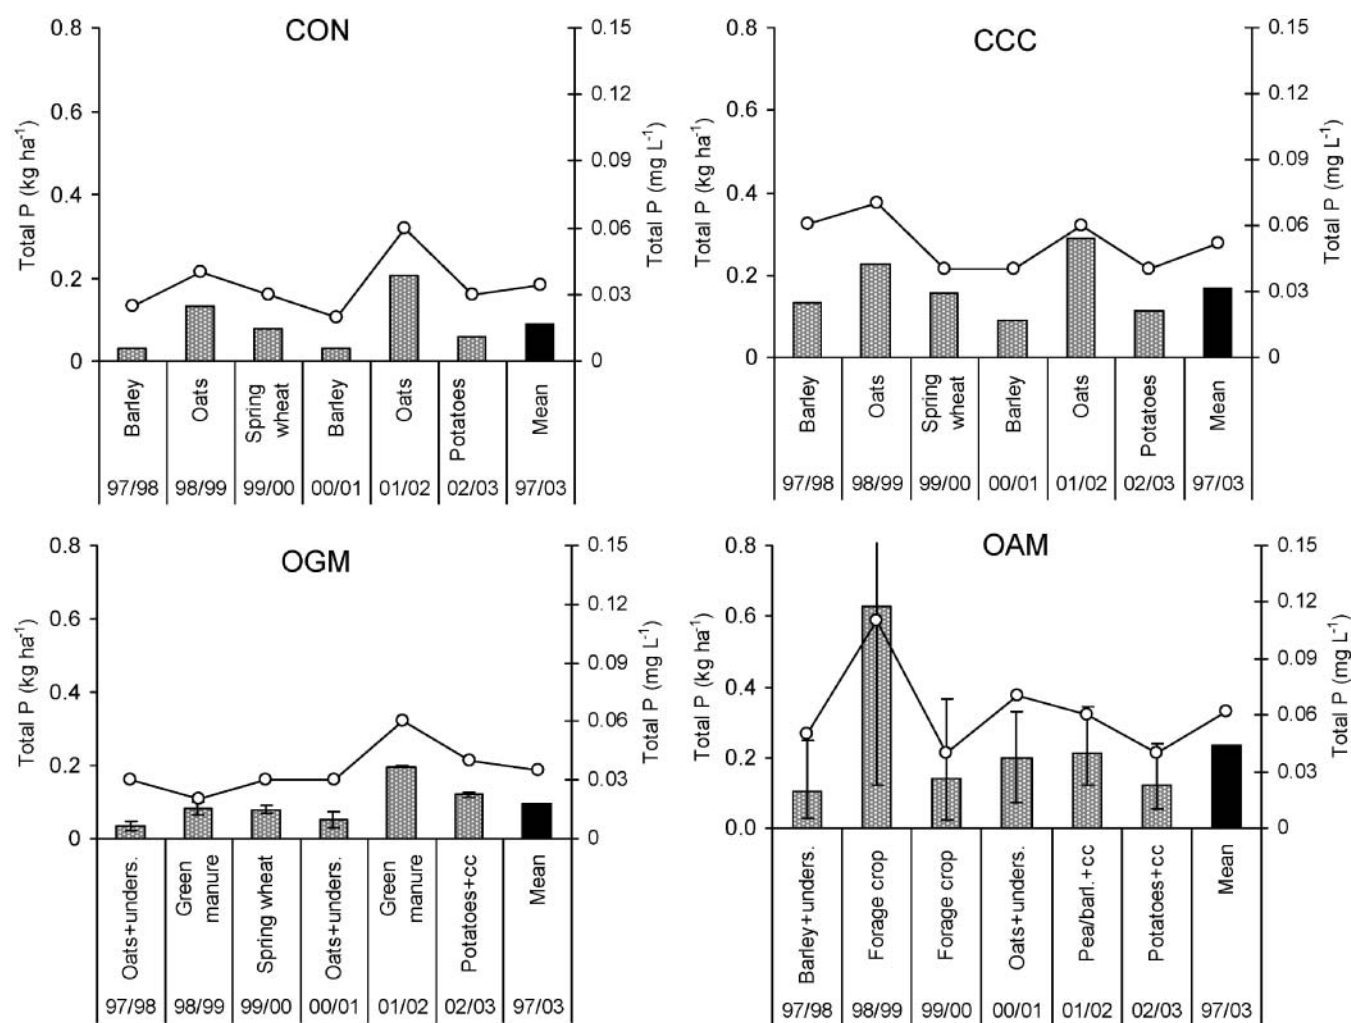 CON
Total P (kg ha⁻¹)
0.8
0.6
0.4
0.2
0
Total P (mg L⁻¹)
0.15
0.12
0.09
0.06
0.03
0
Barley
Oats
Spring
wheat
Barley
Oats
Potatoes
Mean
97/98 98/99 99/00 00/01 01/02 02/03 97/03
CCC
Total P (kg ha⁻¹)
0.8
0.6
0.4
0.2
0
Total P (mg L⁻¹)
0.15
0.12
0.09
0.06
0.03
0
Barley
Oats
Spring
wheat
Barley
Oats
Potatoes
Mean
97/98 98/99 99/00 00/01 01/02 02/03 97/03
OGM
Total P (kg ha⁻¹)
0.8
0.6
0.4
0.2
0
Total P (mg L⁻¹)
0.15
0.12
0.09
0.06
0.03
0
Oats+unders.
Green
manure
Spring wheat
Oats+unders.
Green
manure
Potatoes+cc
Mean
97/98 98/99 99/00 00/01 01/02 02/03 97/03
OAM
Total P (kg ha⁻¹)
0.8
0.6
0.4
0.2
0.0
Total P (mg L⁻¹)
0.15
0.12
0.09
0.06
0.03
0
Barley+unders.
Forage crop
Forage crop
Oats+unders.
Pea/barl.+cc
Potatoes+cc
Mean
97/98 98/99 99/00 00/01 01/02 02/03 97/03